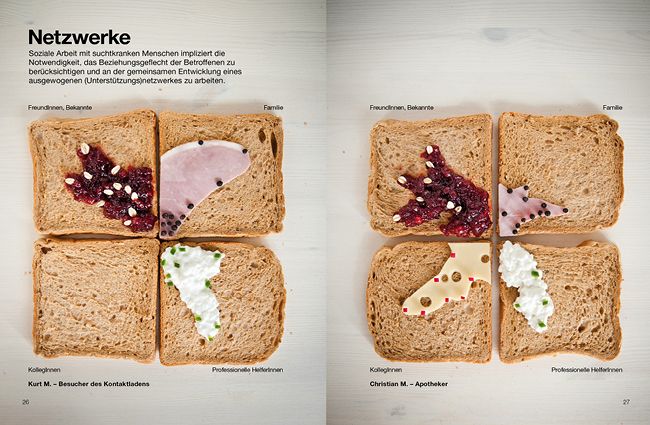 Netzwerke
Soziale Arbeit mit suchtkranken Menschen impliziert die
Notwendigkeit, das Beziehungsgeflecht der Betroffenen zu
berücksichtigen und an der gemeinsamen Entwicklung eines
ausgewogenen (Unterstützungs)netzwerkes zu arbeiten.
FreundInnen, Bekannte
Familie
KollegInnen
Professionelle HelferInnen
Kurt M. – Besucher des Kontaktladens
26
FreundInnen, Bekannte
Familie
KollegInnen
Professionelle HelferInnen
Christian M. – Apotheker
27